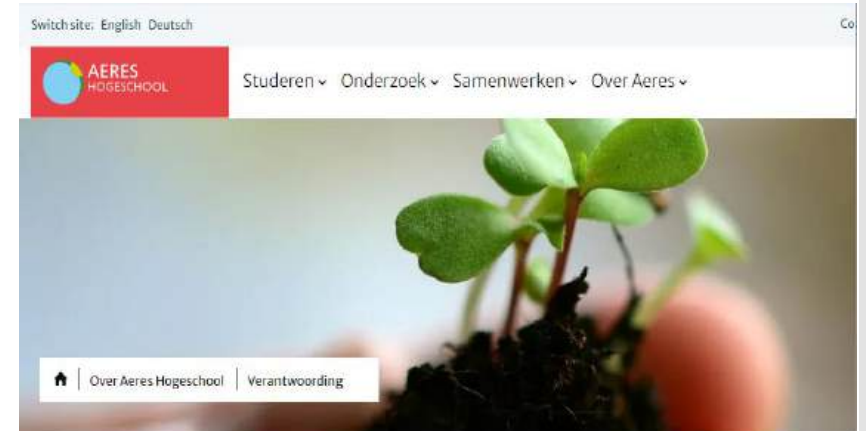 Switch site: English Deutsch
AERES
HOGESCHOOL
Studeren Onderzoek Samenwerken Over Aeres
Over Aeres Hogeschool Verantwoording